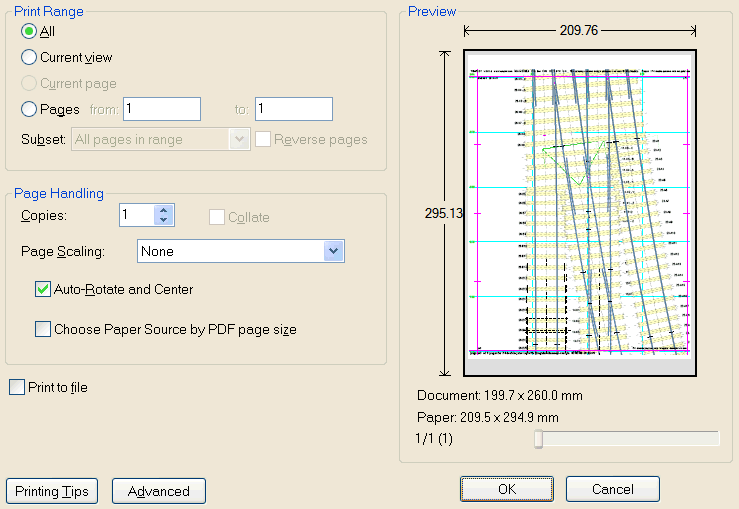 Print Range
All
Current view
Current page
Pages from: 1 to: 1
Subset: All pages in range Reverse pages
Page Handling
Copies: 1 Collate
Page Scaling: None
Auto-Rotate and Center
Choose Paper Source by PDF page size
Print to file
Printing Tips Advanced
Preview
209.76
295.13
Document: 199.7 x 260.0 mm
Paper: 209.5 x 294.9 mm
1/1 (1)
OK Cancel